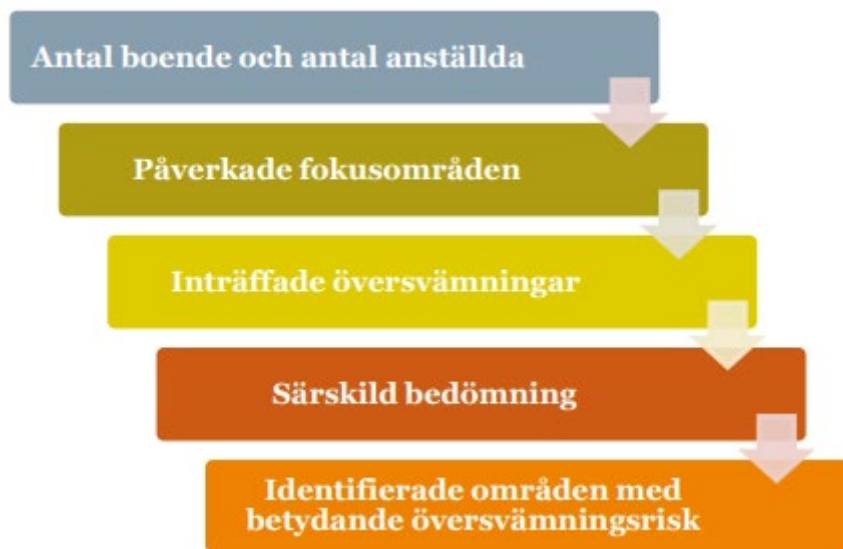 Antal boende och antal anställda
Påverkade fokusområden
Inträffade översvämningar
Särskild bedömning
Identifierade områden med
betydande översvämningsrisk